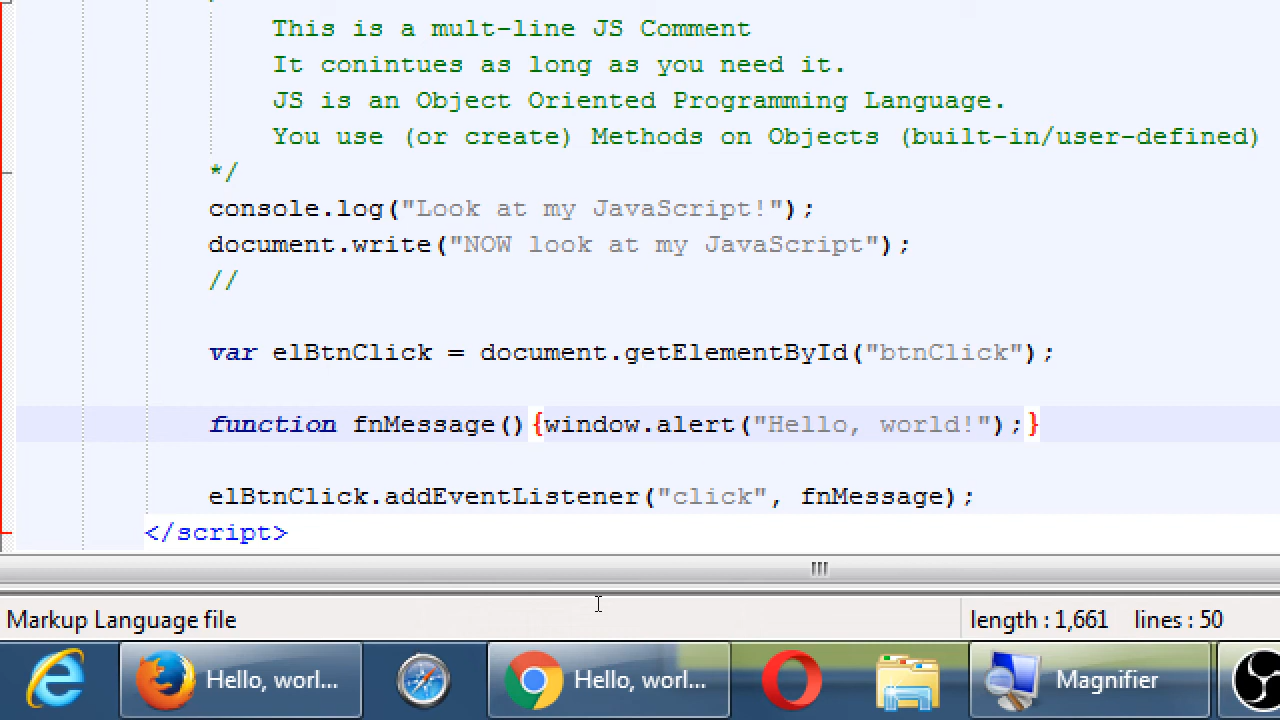 This is a mult-line JS Comment
It conintues as long as you need it.
JS is an Object Oriented Programming Language.
You use (or create) Methods on Objects (built-in/user-defined)
*/
console.log("Look at my JavaScript!");
document.write("NOW look at my JavaScript");
//
var elBtnClick = document.getElementById("btnClick");
function fnMessage(){window.alert("Hello, world!");}
elBtnClick.addEventListener("click", fnMessage);
</script>
Markup Language file length : 1,661 lines : 50
Hello, worl... Hello, worl... Magnifier